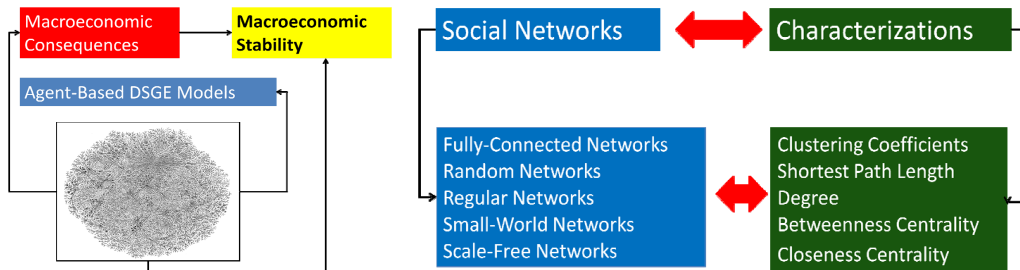 Macroeconomic
Consequences
Macroeconomic
Stability
Agent-Based DSGE Models
Social Networks
Characterizations
Fully-Connected Networks
Random Networks
Regular Networks
Small-World Networks
Scale-Free Networks
Clustering Coefficients
Shortest Path Length
Degree
Betweenness Centrality
Closeness Centrality